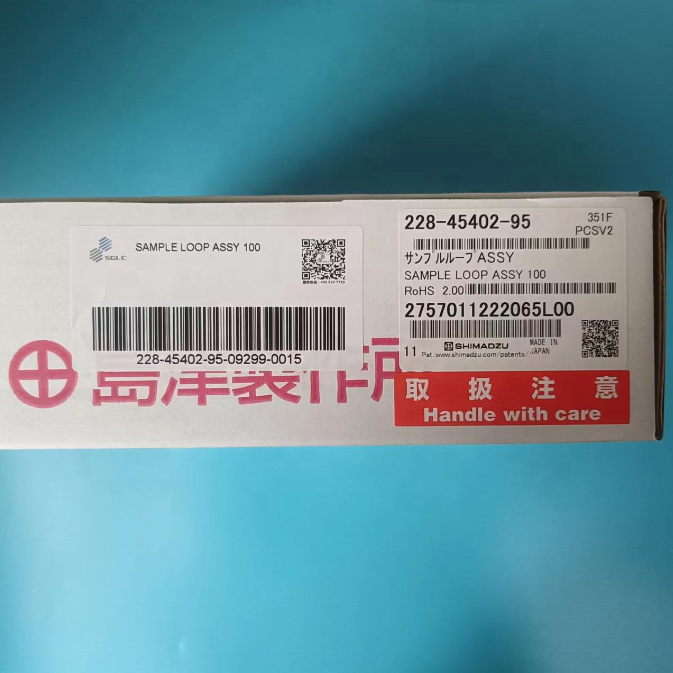 SGLC
SAMPLE LOOP ASSY 100
228-45402-95-09299-0015
島津製作所
228-45402-95
351F
PCSV2
サンプルループASSY
SAMPLE LOOP ASSY 100
RoHS 2.00
2757011222065L00
11
SHIMADZU
Pat. www.shimadzu.com/patents/
MADE IN
JAPAN
取扱注意
Handle with care